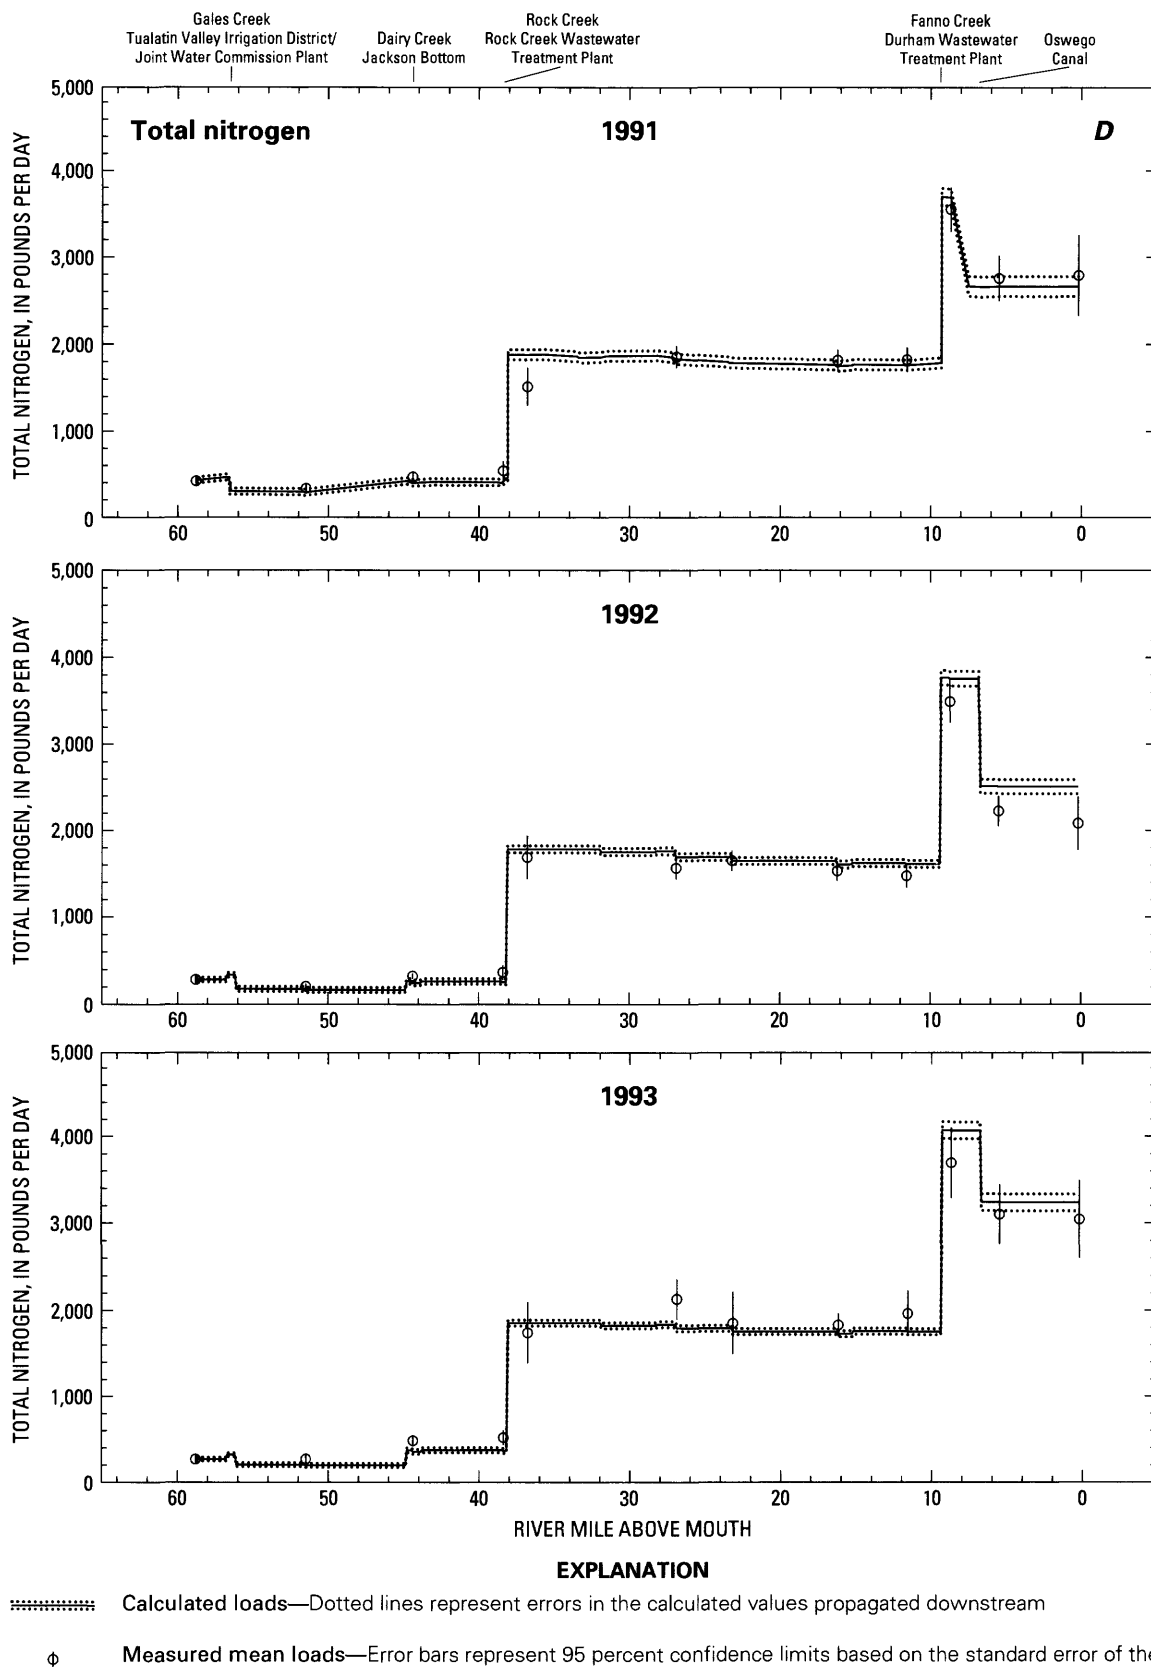 Gales Creek
Tualatin Valley Irrigation District/
Joint Water Commission Plant
Dairy Creek
Jackson Bottom
Rock Creek
Rock Creek Wastewater
Treatment Plant
Fanno Creek
Durham Wastewater
Treatment Plant
Oswego
Canal
TOTAL NITROGEN, IN POUNDS PER DAY
5,000
4,000
3,000
2,000
1,000
0
Total nitrogen
1991
D
60 50 40 30 20 10 0
TOTAL NITROGEN, IN POUNDS PER DAY
5,000
4,000
3,000
2,000
1,000
0
1992
60 50 40 30 20 10 0
TOTAL NITROGEN, IN POUNDS PER DAY
5,000
4,000
3,000
2,000
1,000
0
1993
60 50 40 30 20 10 0
RIVER MILE ABOVE MOUTH
EXPLANATION
Calculated loads—Dotted lines represent errors in the calculated values propagated downstream
Measured mean loads—Error bars represent 95 percent confidence limits based on the standard error of the